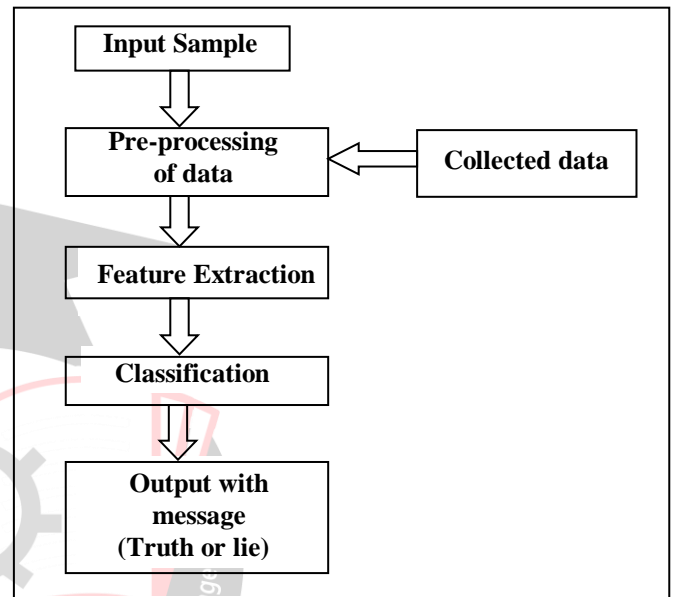 Input Sample
Pre-processing
of data
Collected data
Feature Extraction
Classification
Output with
message
(Truth or lie)